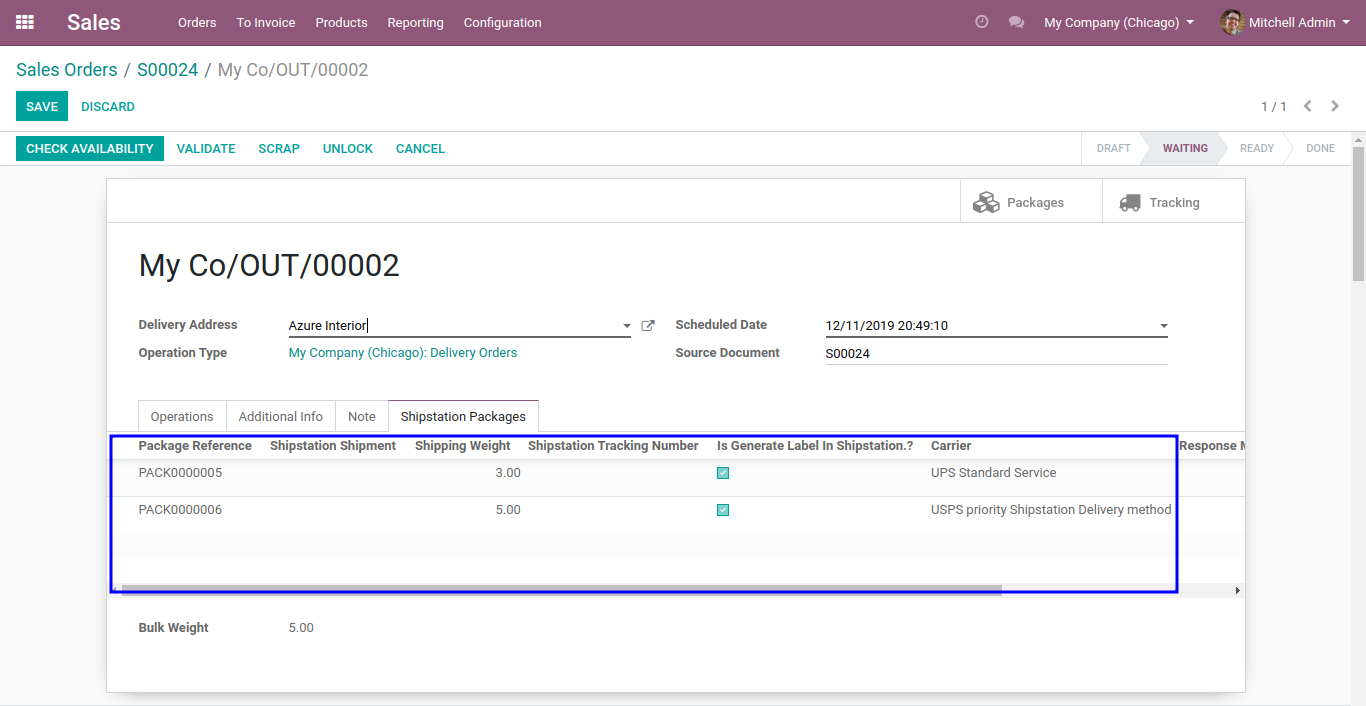 Sales Orders To Invoice Products Reporting Configuration My Company (Chicago) Mitchell Admin
Sales Orders / S00024 / My Co/OUT/00002
SAVE DISCARD 1 / 1
CHECK AVAILABILITY VALIDATE SCRAP UNLOCK CANCEL DRAFT WAITING READY DONE
Packages Tracking
My Co/OUT/00002
Delivery Address Azure Interior Scheduled Date 12/11/2019 20:49:10
Operation Type My Company (Chicago): Delivery Orders Source Document S00024
Operations Additional Info Note Shipstation Packages
Package Reference Shipstation Shipment Shipping Weight Shipstation Tracking Number Is Generate Label In Shipstation.? Carrier Response
PACK0000005 3.00 UPS Standard Service
PACK0000006 5.00 USPS priority Shipstation Delivery method
Bulk Weight 5.00